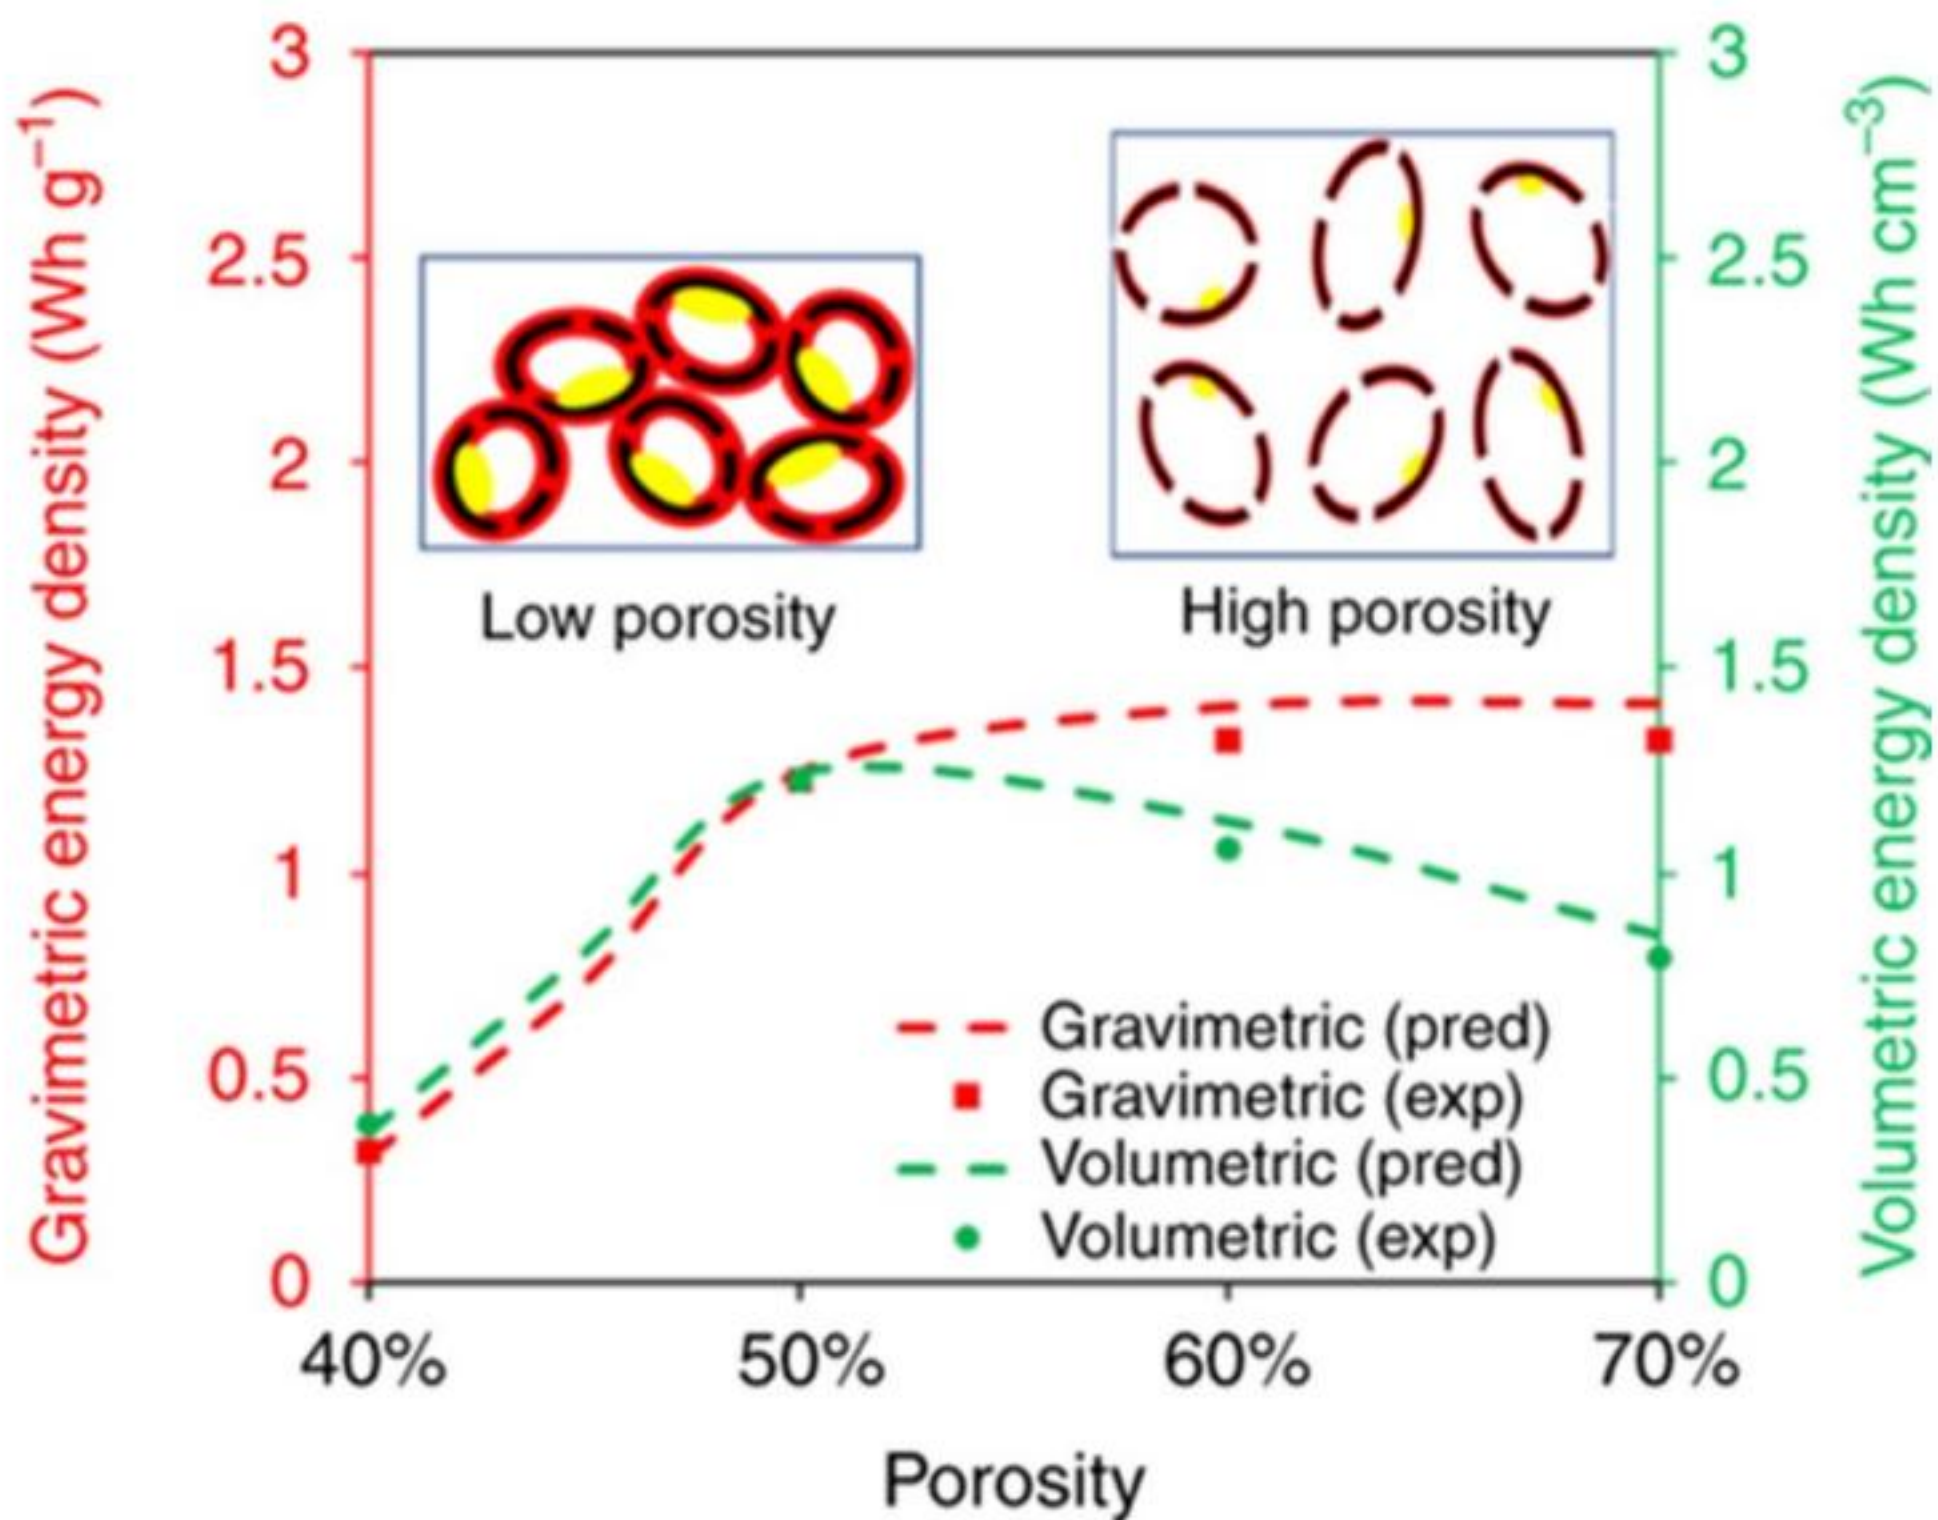 Gravimetric energy density (Wh g⁻¹)
3
2.5
2
1.5
1
0.5
0
Low porosity
High porosity
Gravimetric (pred)
Gravimetric (exp)
Volumetric (pred)
Volumetric (exp)
3
2.5
2
1.5
1
0.5
0
Volumetric energy density (Wh cm⁻³)
40% 50% 60% 70%
Porosity